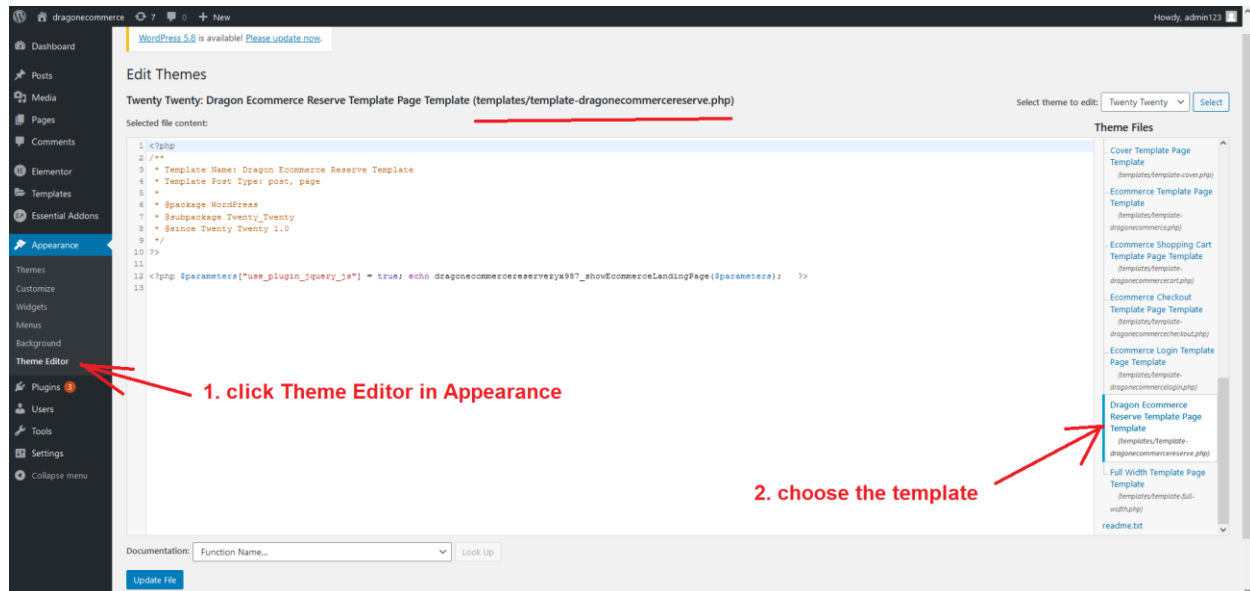 dragonecommerce 7 0 + New
Howdy, admin123
Dashboard
Posts
Media
Pages
Comments
Elementor
Templates
Essential Addons
Appearance
Themes
Customize
Widgets
Menus
Background
Theme Editor
Plugins 3
Users
Tools
Settings
Collapse menu
WordPress 5.8 is available! Please update now.
Edit Themes
Twenty Twenty: Dragon Ecommerce Reserve Template Page Template (templates/template-dragonecommercereserve.php)
Select theme to edit: Twenty Twenty Select
Selected file content:
1 <?php
2 /**
3 * Template Name: Dragon Ecommerce Reserve Template
4 * Template Post Type: post, page
5 *
6 * @package WordPress
7 * @subpackage Twenty_Twenty
8 * @since Twenty Twenty 1.0
9 */
10 ?>
11
12 <?php $parameters["use_plugin_jquery_js"] = true; echo dragonecommercereservezyx987_showEcommerceLandingPage($parameters); ?>
13
1. click Theme Editor in Appearance
2. choose the template
Theme Files
Cover Template Page
Template
(templates/template-cover.php)
Ecommerce Template Page
Template
(templates/template-
dragonecommerce.php)
Ecommerce Shopping Cart
Template Page Template
(templates/template-
dragonecommercecart.php)
Ecommerce Checkout
Template Page Template
(templates/template-
dragonecommercecheckout.php)
Ecommerce Login Template
Page Template
(templates/template-
dragonecommercelogin.php)
Dragon Ecommerce
Reserve Template Page
Template
(templates/template-
dragonecommercereserve.php)
Full Width Template Page
Template
(templates/template-full-
width.php)
readme.txt
Documentation: Function Name... Look Up
Update File